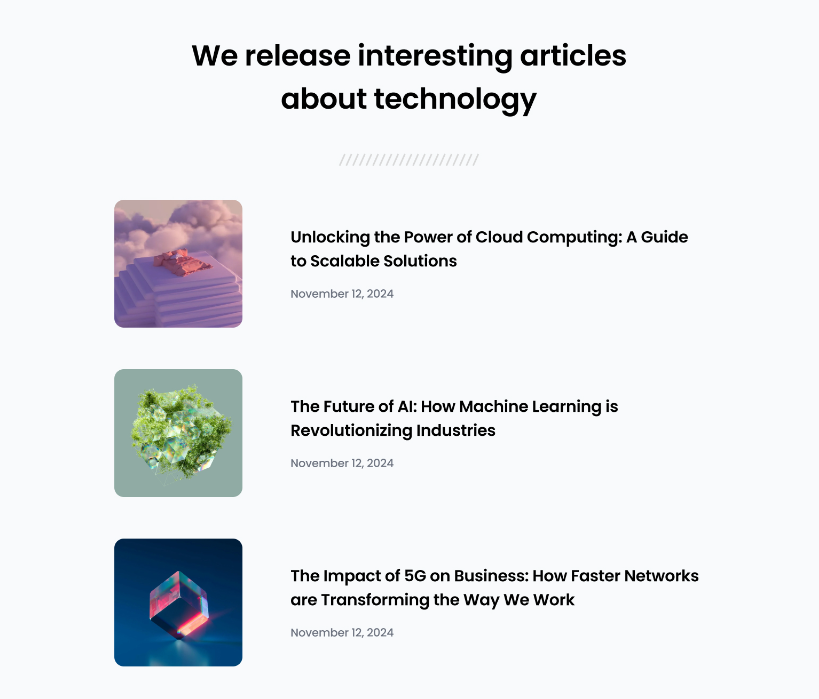 We release interesting articles
about technology
////////////////////
Unlocking the Power of Cloud Computing: A Guide
to Scalable Solutions
November 12, 2024
The Future of AI: How Machine Learning is
Revolutionizing Industries
November 12, 2024
The Impact of 5G on Business: How Faster Networks
are Transforming the Way We Work
November 12, 2024